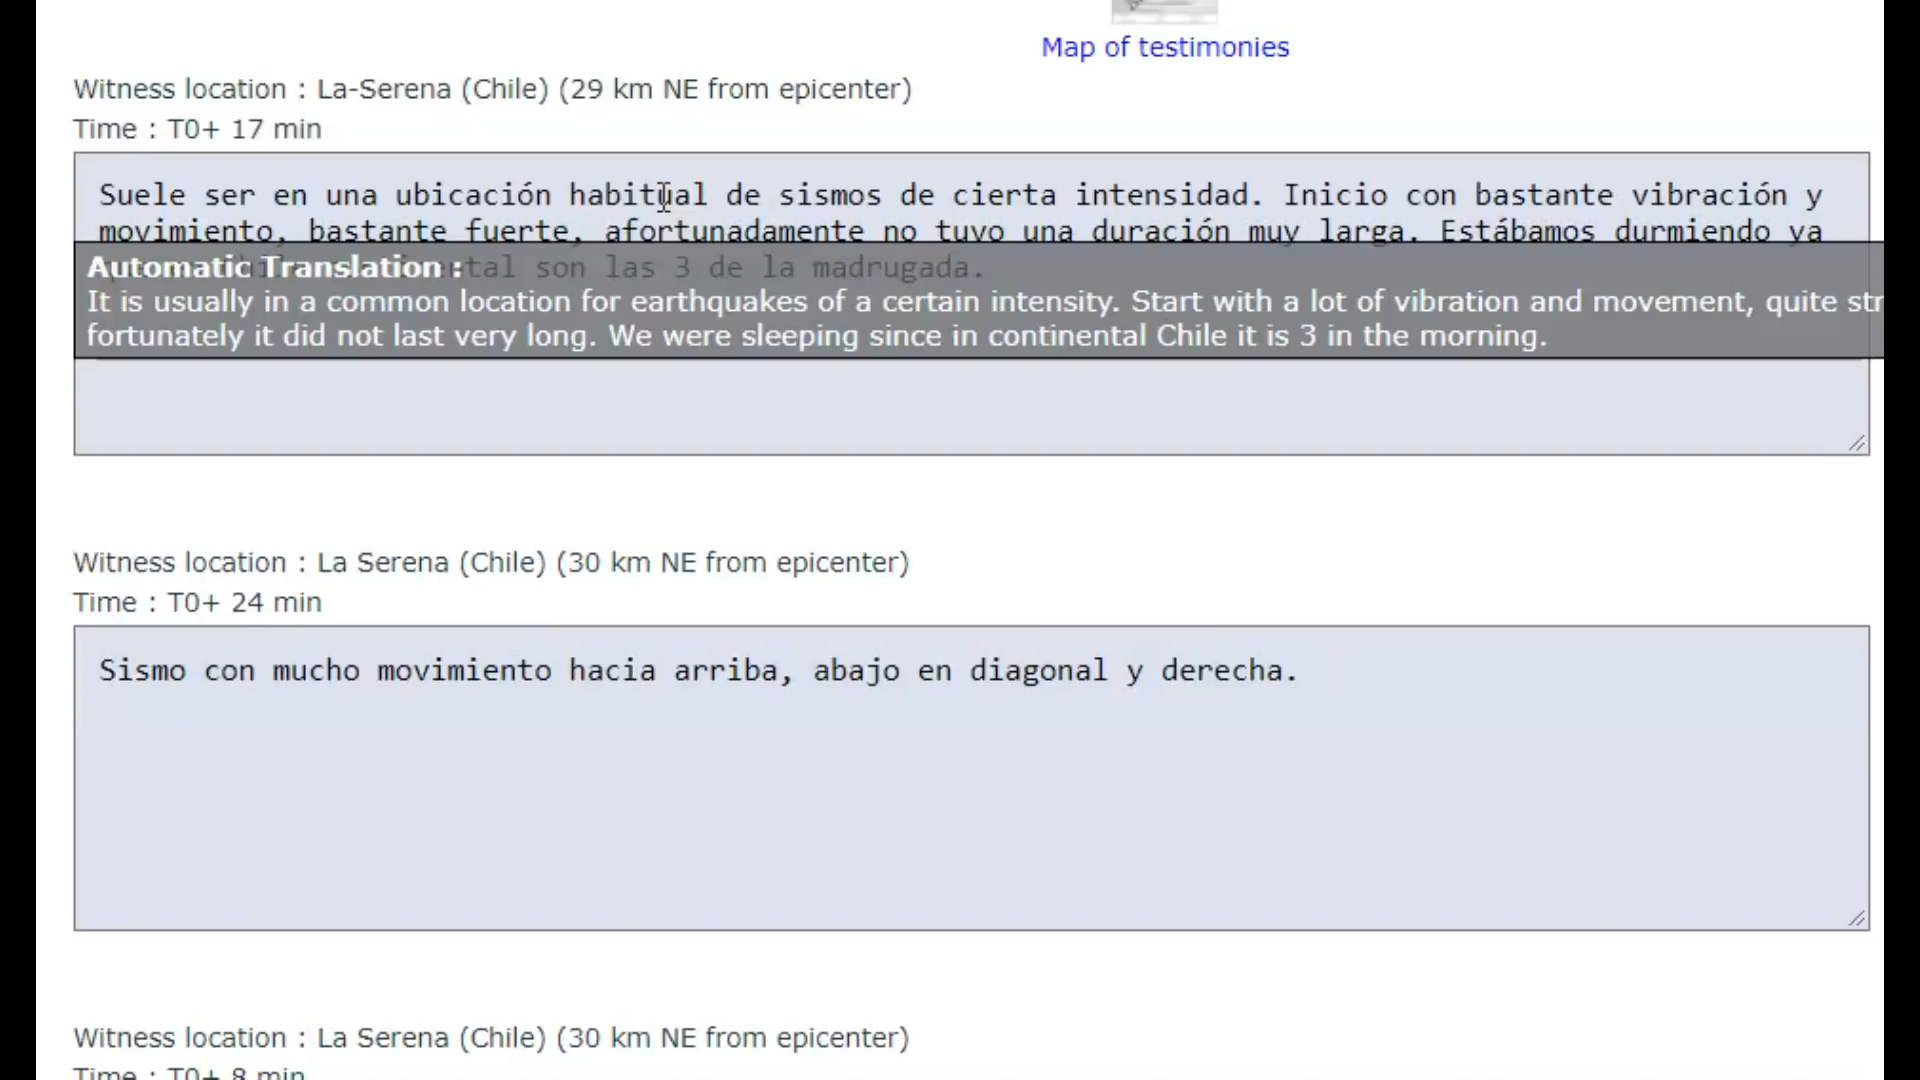 Map of testimonies
Witness location : La-Serena (Chile) (29 km NE from epicenter)
Time : T0+ 17 min
Suele ser en una ubicación habitual de sismos de cierta intensidad. Inicio con bastante vibración y
movimiento, bastante fuerte, afortunadamente no tuvo una duración muy larga. Estábamos durmiendo ya
son las 3 de la madrugada.
Automatic Translation :
It is usually in a common location for earthquakes of a certain intensity. Start with a lot of vibration and movement, quite
fortunately it did not last very long. We were sleeping since in continental Chile it is 3 in the morning.
Witness location : La Serena (Chile) (30 km NE from epicenter)
Time : T0+ 24 min
Sismo con mucho movimiento hacia arriba, abajo en diagonal y derecha.
Witness location : La Serena (Chile) (30 km NE from epicenter)
Time : T0+ 8 min